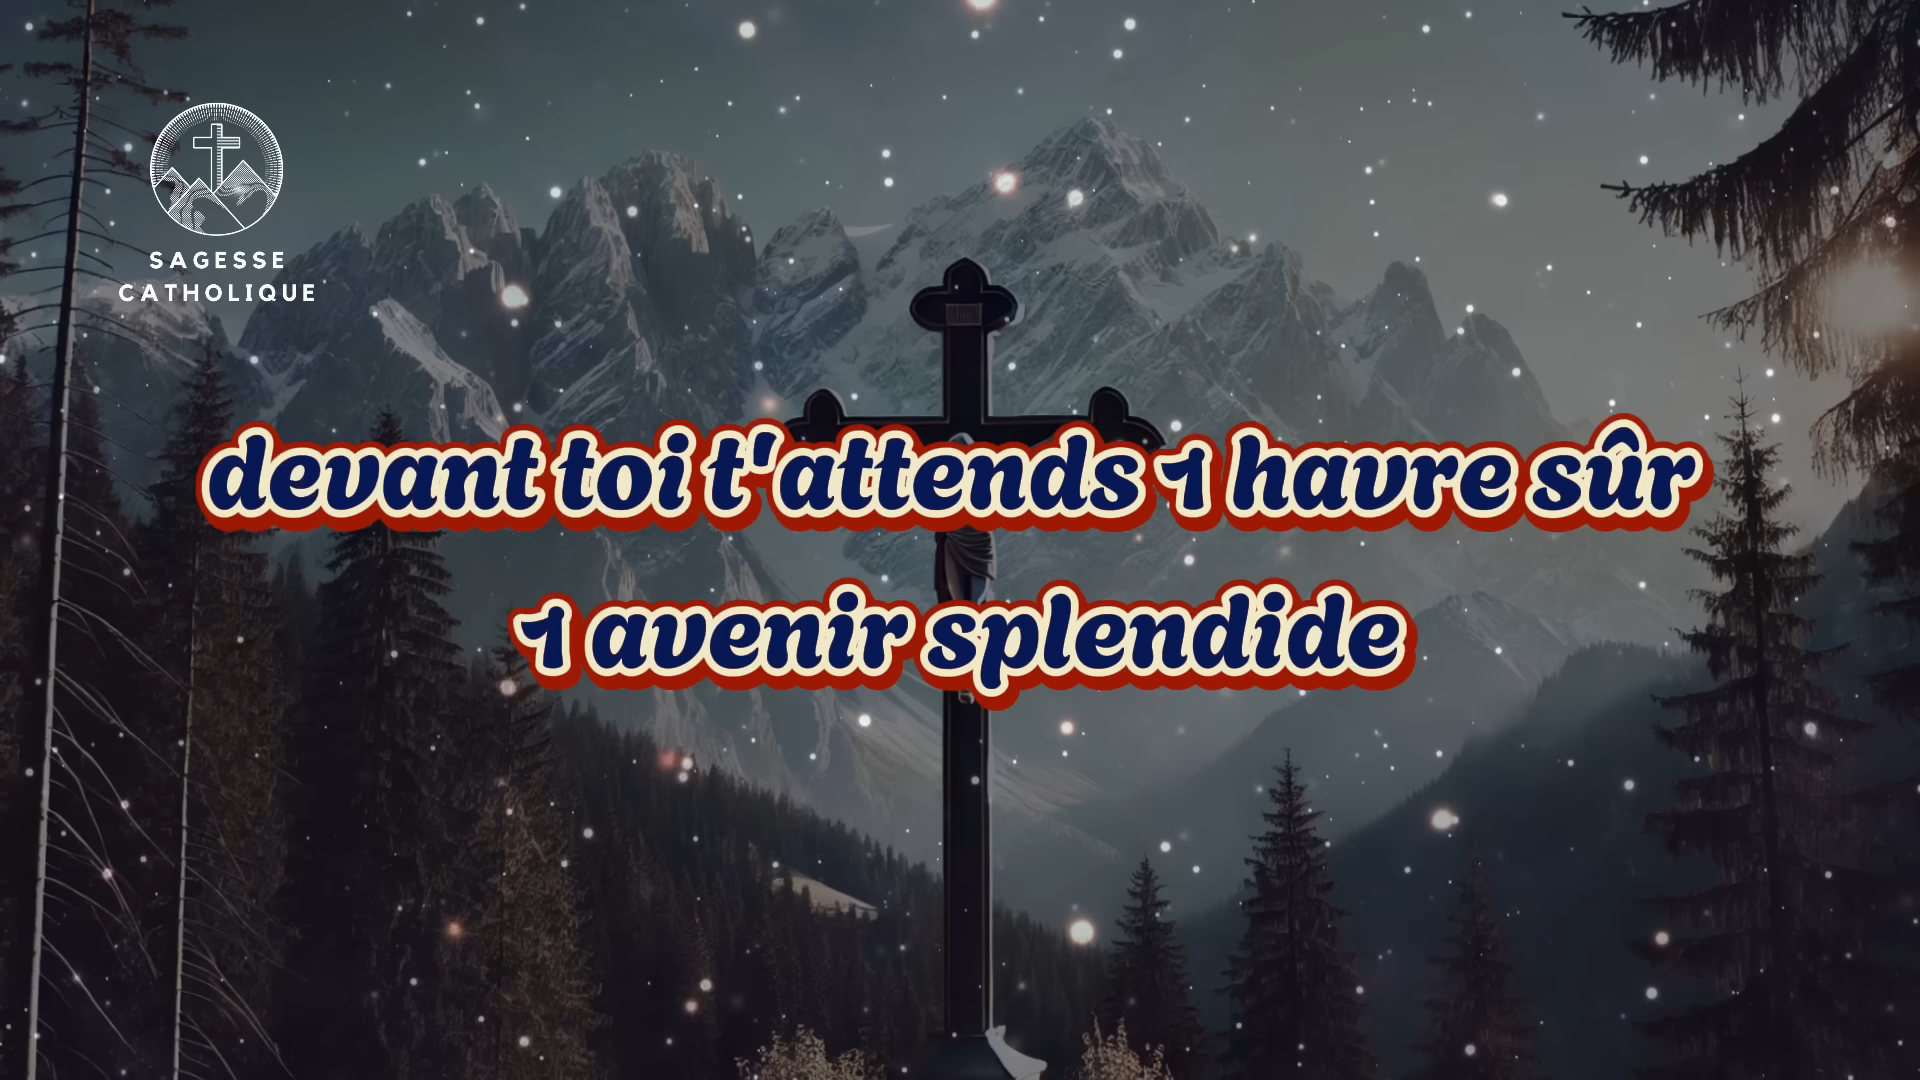 SAGESSE
CATHOLIQUE
devant toi t'attends 1 havre sûr
1 avenir splendide